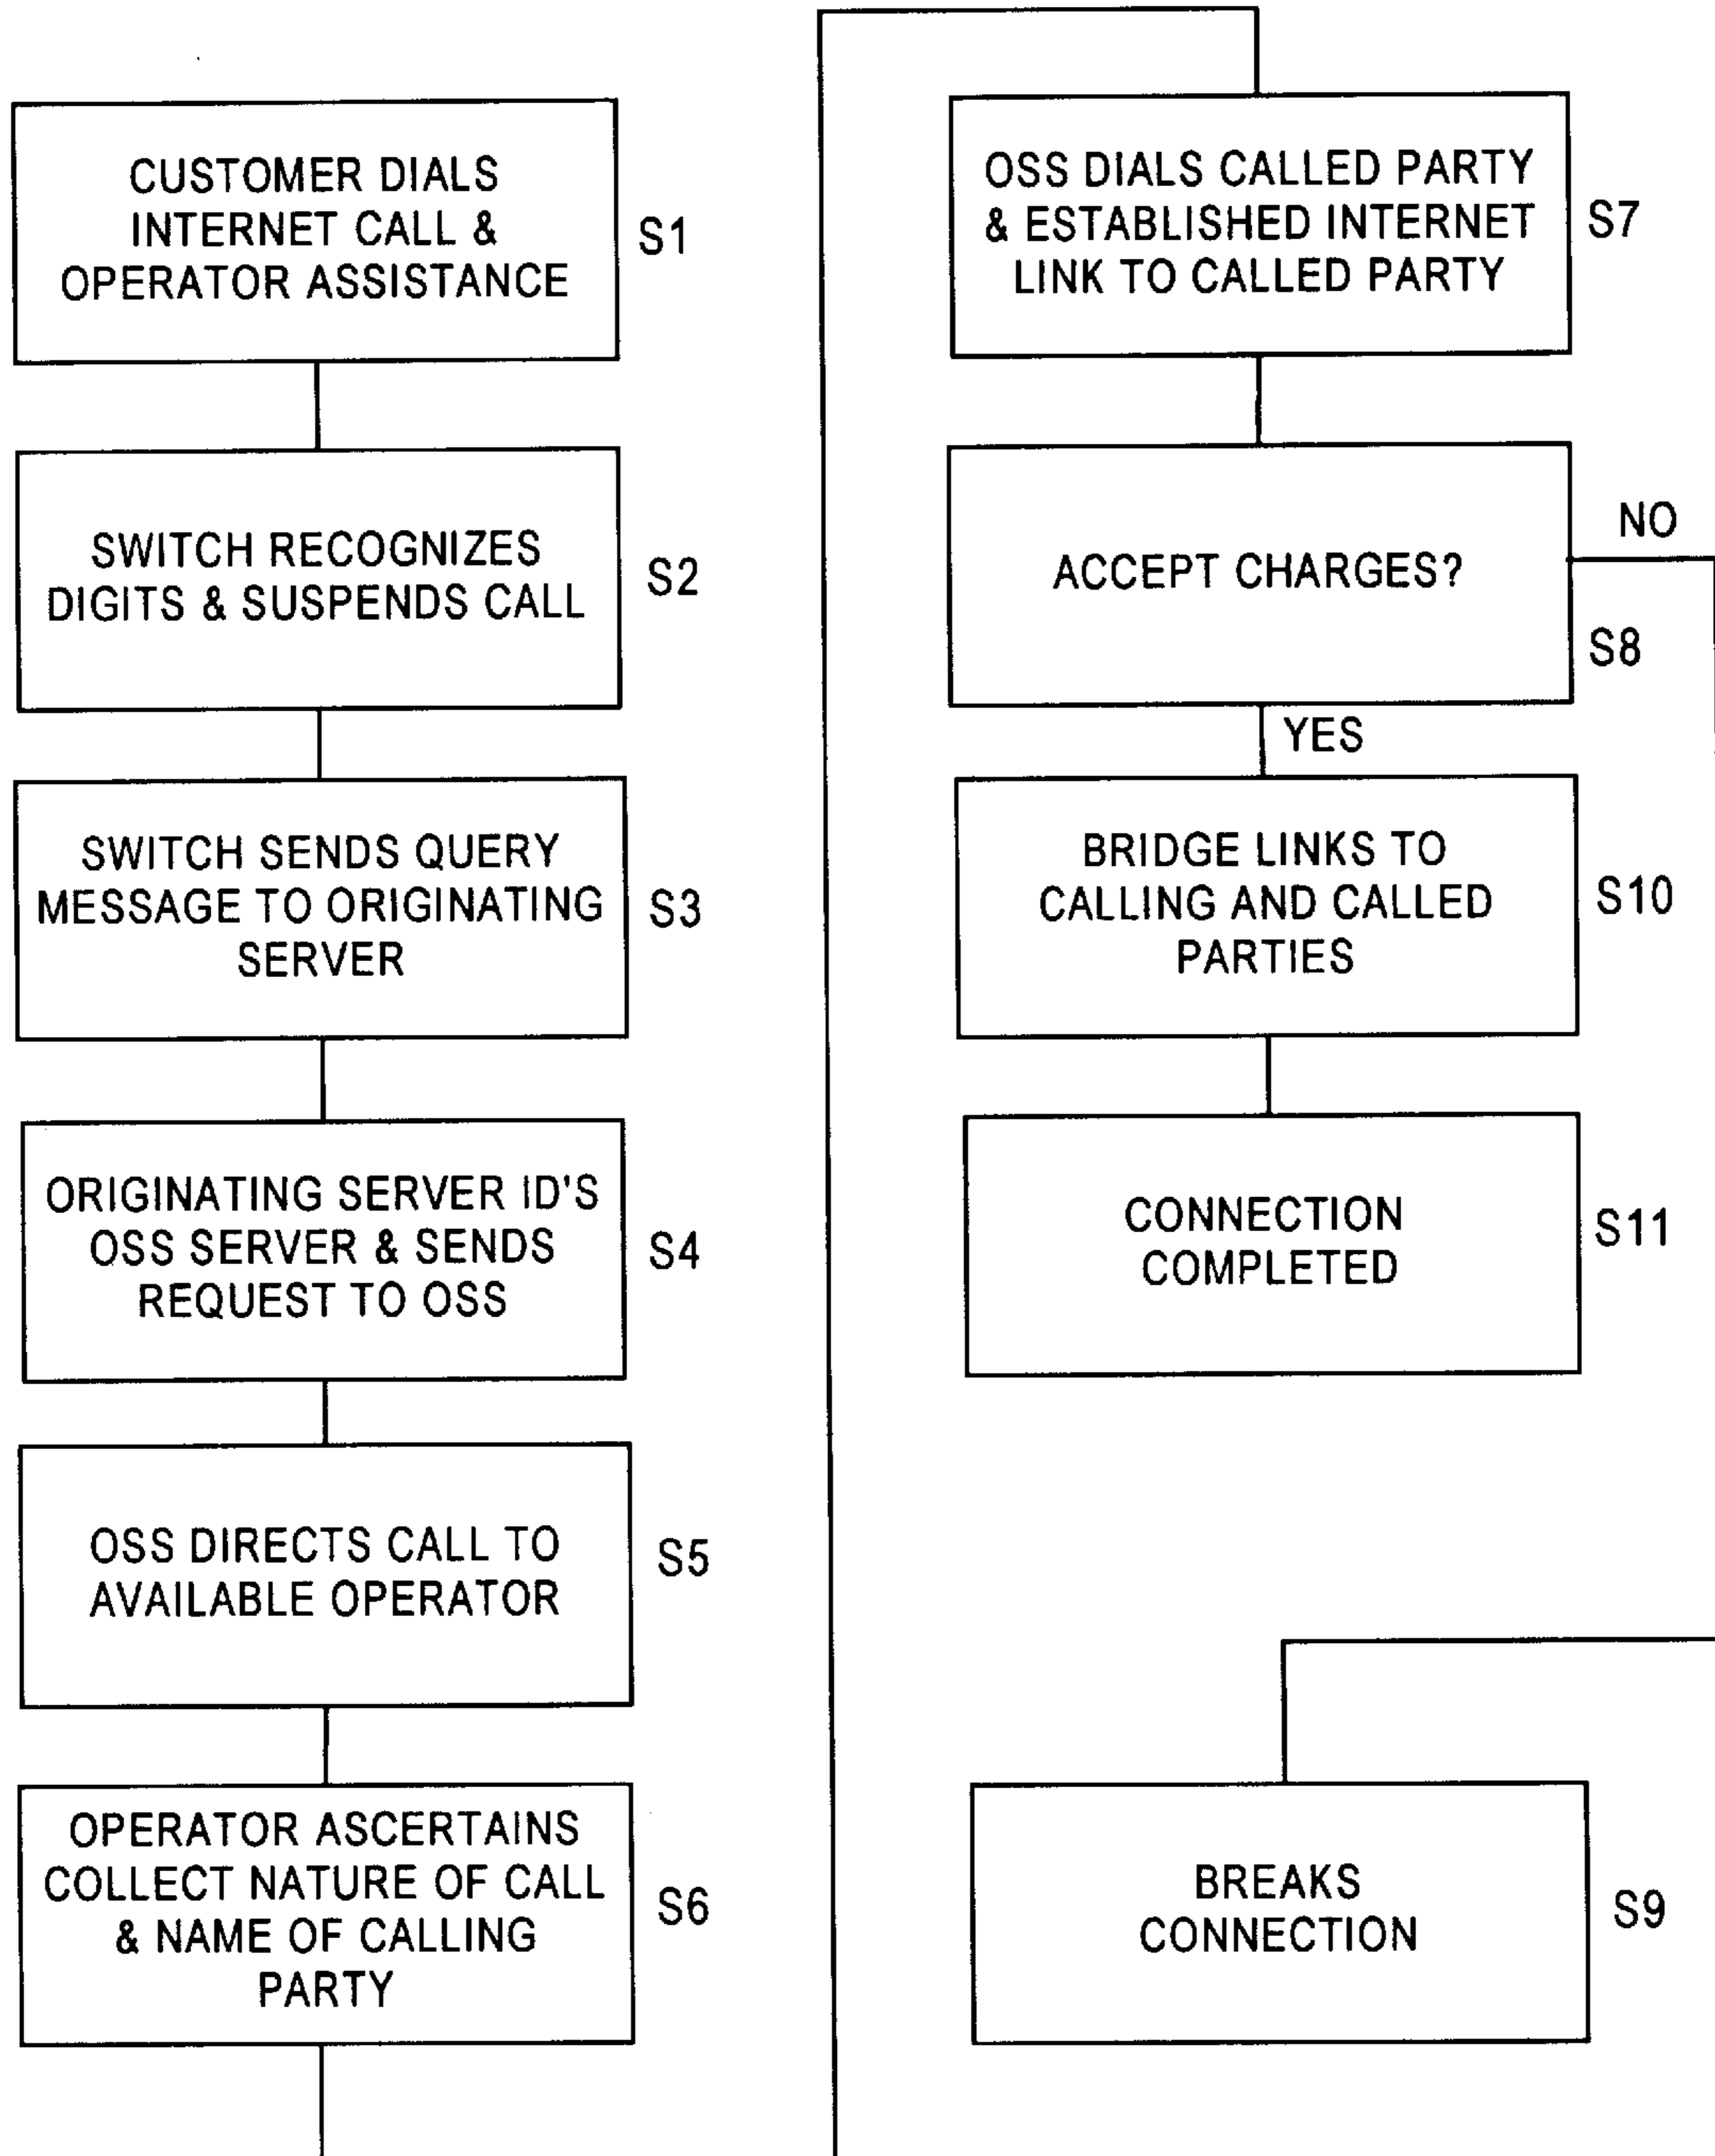 CUSTOMER DIALS
INTERNET CALL &
OPERATOR ASSISTANCE
S1
SWITCH RECOGNIZES
DIGITS & SUSPENDS CALL
S2
SWITCH SENDS QUERY
MESSAGE TO ORIGINATING
SERVER
S3
ORIGINATING SERVER ID'S
OSS SERVER & SENDS
REQUEST TO OSS
S4
OSS DIRECTS CALL TO
AVAILABLE OPERATOR
S5
OPERATOR ASCERTAINS
COLLECT NATURE OF CALL
& NAME OF CALLING
PARTY
S6
OSS DIALS CALLED PARTY
& ESTABLISHED INTERNET
LINK TO CALLED PARTY
S7
ACCEPT CHARGES?
NO
S8
YES
BRIDGE LINKS TO
CALLING AND CALLED
PARTIES
S10
CONNECTION
COMPLETED
S11
BREAKS
CONNECTION
S9